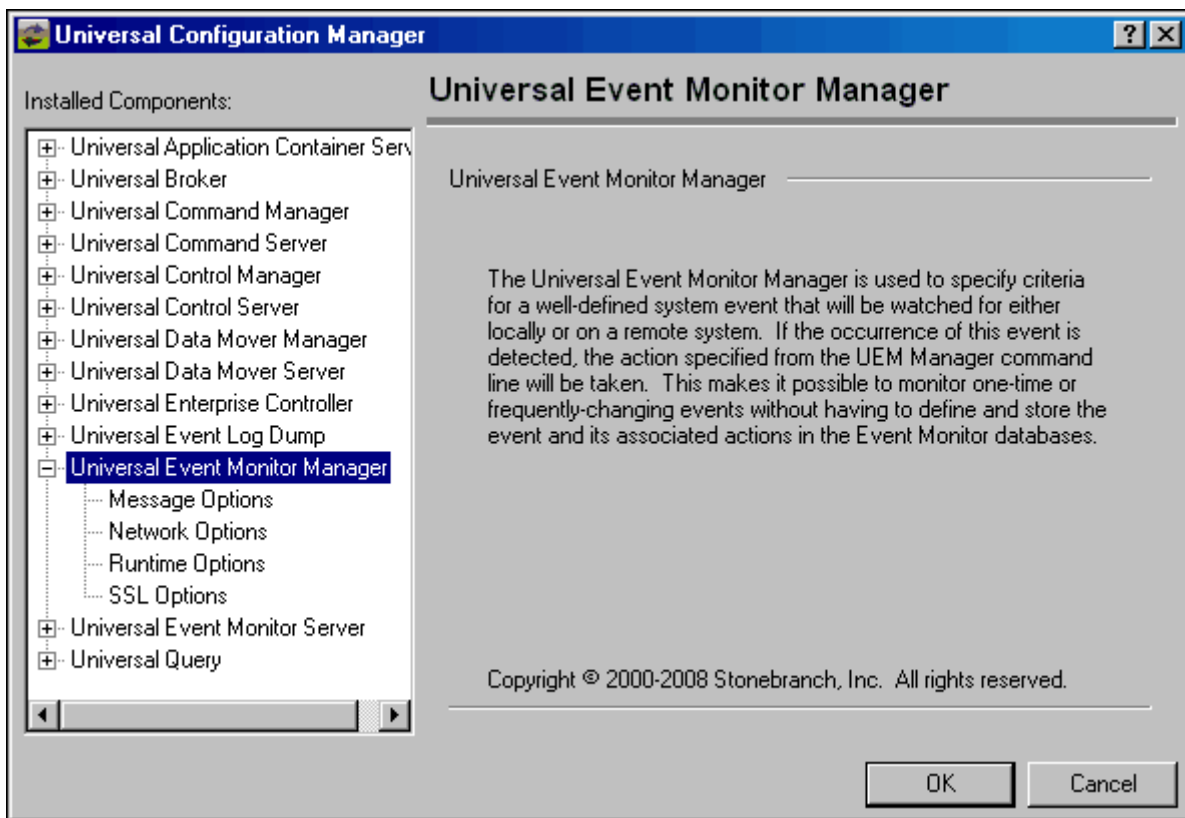 Universal Configuration Manager
Installed Components:
Universal Application Container Serv
Universal Broker
Universal Command Manager
Universal Command Server
Universal Control Manager
Universal Control Server
Universal Data Mover Manager
Universal Data Mover Server
Universal Enterprise Controller
Universal Event Log Dump
Universal Event Monitor Manager
Message Options
Network Options
Runtime Options
SSL Options
Universal Event Monitor Server
Universal Query
Universal Event Monitor Manager
Universal Event Monitor Manager
The Universal Event Monitor Manager is used to specify criteria
for a well-defined system event that will be watched for either
locally or on a remote system.  If the occurrence of this event is
detected, the action specified from the UEM Manager command
line will be taken.  This makes it possible to monitor one-time or
frequently-changing events without having to define and store the
event and its associated actions in the Event Monitor databases.
Copyright © 2000-2008 Stonebranch, Inc.  All rights reserved.
OK
Cancel